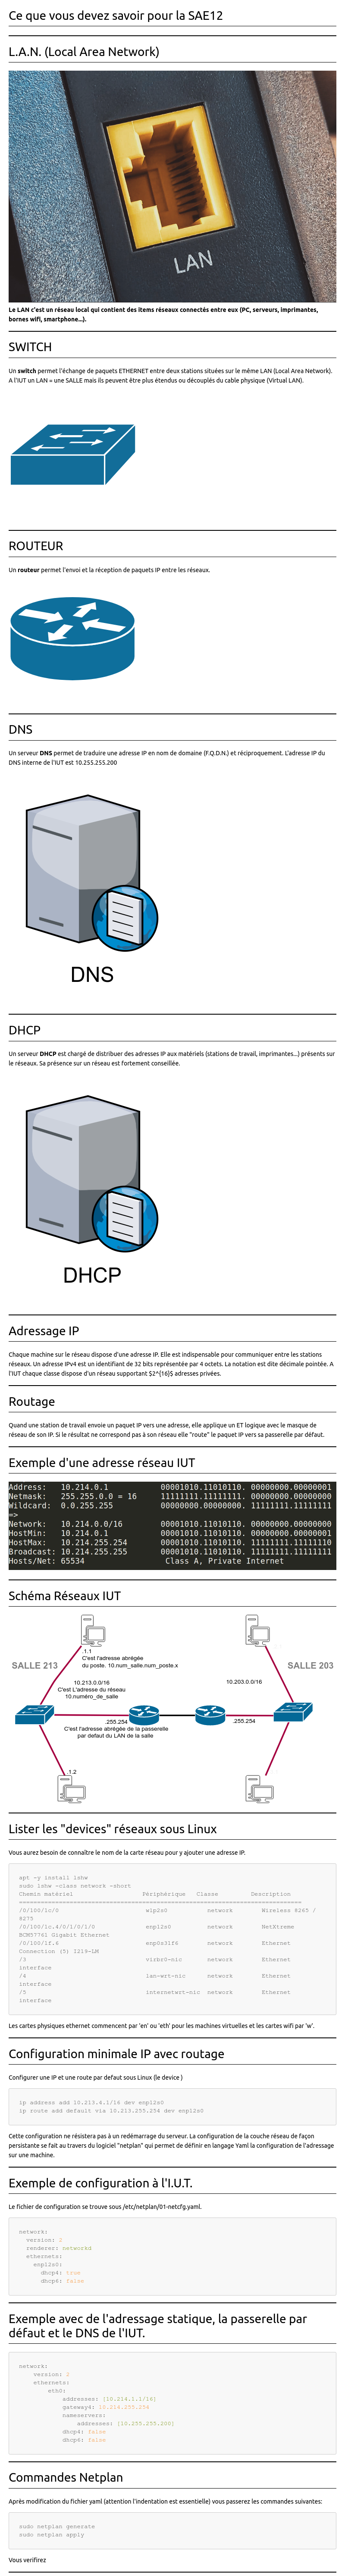 Ce que vous devez savoir pour la SAE12
L.A.N. (Local Area Network)
LAN
Le LAN c'est un réseau local qui contient des items réseaux connectés entre eux (PC, serveurs, imprimantes,
bornes wifi, smartphone...).
SWITCH
Un switch permet l'échange de paquets ETHERNET entre deux stations situées sur le même LAN (Local Area Network).
A l'IUT un LAN = une SALLE mais ils peuvent être plus étendus ou découplés du cable physique (Virtual LAN).
ROUTEUR
Un routeur permet l'envoi et la réception de paquets IP entre les réseaux.
DNS
Un serveur DNS permet de traduire une adresse IP en nom de domaine (F.Q.D.N.) et réciproquement. L'adresse IP du
DNS interne de l'IUT est 10.255.255.200
DNS
DHCP
Un serveur DHCP est chargé de distribuer des adresses IP aux matériels (stations de travail, imprimantes...) présents sur
le réseaux. Sa présence sur un réseau est fortement conseillée.
DHCP
Adressage IP
Chaque machine sur le réseau dispose d'une adresse IP. Elle est indispensable pour communiquer entre les stations
réseaux. Un adresse IPv4 est un identifiant de 32 bits représentée par 4 octets. La notation est dite décimale pointée. A
l'IUT chaque classe dispose d'un réseau supportant $2^{16}$ adresses privées.
Routage
Quand une station de travail envoie un paquet IP vers une adresse, elle applique un ET logique avec le masque de
réseau de son IP. Si le résultat ne correspond pas à son réseau elle "route" le paquet IP vers sa passerelle par défaut.
Exemple d'une adresse réseau IUT
Address: 10.214.0.1 00001010.11010110. 00000000.00000001
Netmask: 255.255.0.0 = 16 11111111.11111111. 00000000.00000000
Wildcard: 0.0.255.255 00000000.00000000. 11111111.11111111
=>
Network: 10.214.0.0/16 00001010.11010110. 00000000.00000000
HostMin: 10.214.0.1 00001010.11010110. 00000000.00000001
HostMax: 10.214.255.254 00001010.11010110. 11111111.11111110
Broadcast: 10.214.255.255 00001010.11010110. 11111111.11111111
Hosts/Net: 65534 Class A, Private Internet
Schéma Réseaux IUT
.1.1
C'est l'adresse abrégée
du poste. 10.num_salle.num_poste.x
SALLE 213
SALLE 203
10.213.0.0/16
C'est L'adresse du réseau
10.numéro_de_salle
10.203.0.0/16
.255.254
.255.254
C'est l'adresse abrégée de la passerelle
par defaut du LAN de la salle
.1.2
Lister les "devices" réseaux sous Linux
Vous aurez besoin de connaître le nom de la carte réseau pour y ajouter une adresse IP.
apt -y install lshw
sudo lshw -class network -short
Chemin matériel Périphérique Classe Description
================================================================================
/0/100/1c/0 wlp2s0 network Wireless 8265 /
8275
/0/100/1c.4/0/1/0/1/0 enp12s0 network NetXtreme
BCM57761 Gigabit Ethernet
/0/100/1f.6 enp0s31f6 network Ethernet
Connection (5) I219-LM
/3 virbr0-nic network Ethernet
interface
/4 lan-wrt-nic network Ethernet
interface
/5 internetwrt-nic network Ethernet
interface
Les cartes physiques ethernet commencent par 'en' ou 'eth' pour les machines virtuelles et les cartes wifi par 'w'.
Configuration minimale IP avec routage
Configurer une IP et une route par defaut sous Linux (le device )
ip address add 10.213.4.1/16 dev enp12s0
ip route add default via 10.213.255.254 dev enp12s0
Cette configuration ne résistera pas à un redémarrage du serveur. La configuration de la couche réseau de façon
persistante se fait au travers du logiciel "netplan" qui permet de définir en langage Yaml la configuration de l'adressage
sur une machine.
Exemple de configuration à l'I.U.T.
Le fichier de configuration se trouve sous /etc/netplan/01-netcfg.yaml.
network:
version: 2
renderer: networkd
ethernets:
enp12s0:
dhcp4: true
dhcp6: false
Exemple avec de l'adressage statique, la passerelle par
défaut et le DNS de l'IUT.
network:
version: 2
ethernets:
eth0:
addresses: [10.214.1.1/16]
gateway4: 10.214.255.254
nameservers:
addresses: [10.255.255.200]
dhcp4: false
dhcp6: false
Commandes Netplan
Après modification du fichier yaml (attention l'indentation est essentielle) vous passerez les commandes suivantes:
sudo netplan generate
sudo netplan apply
Vous verifirez